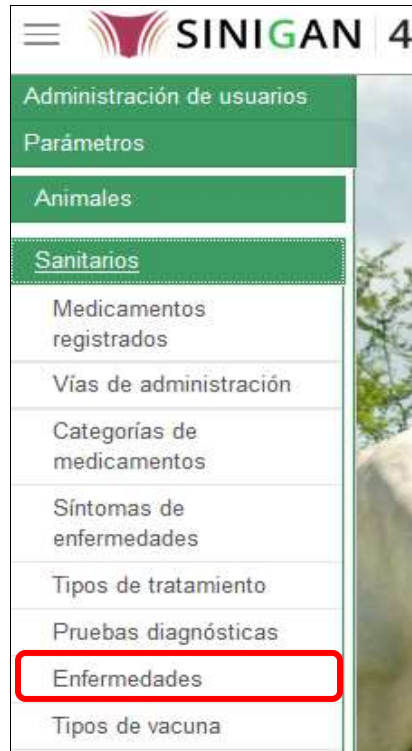 SINIGAN 4
Administración de usuarios
Parámetros
Animales
Sanitarios
Medicamentos
registrados
Vías de administración
Categorías de
medicamentos
Síntomas de
enfermedades
Tipos de tratamiento
Pruebas diagnósticas
Enfermedades
Tipos de vacuna